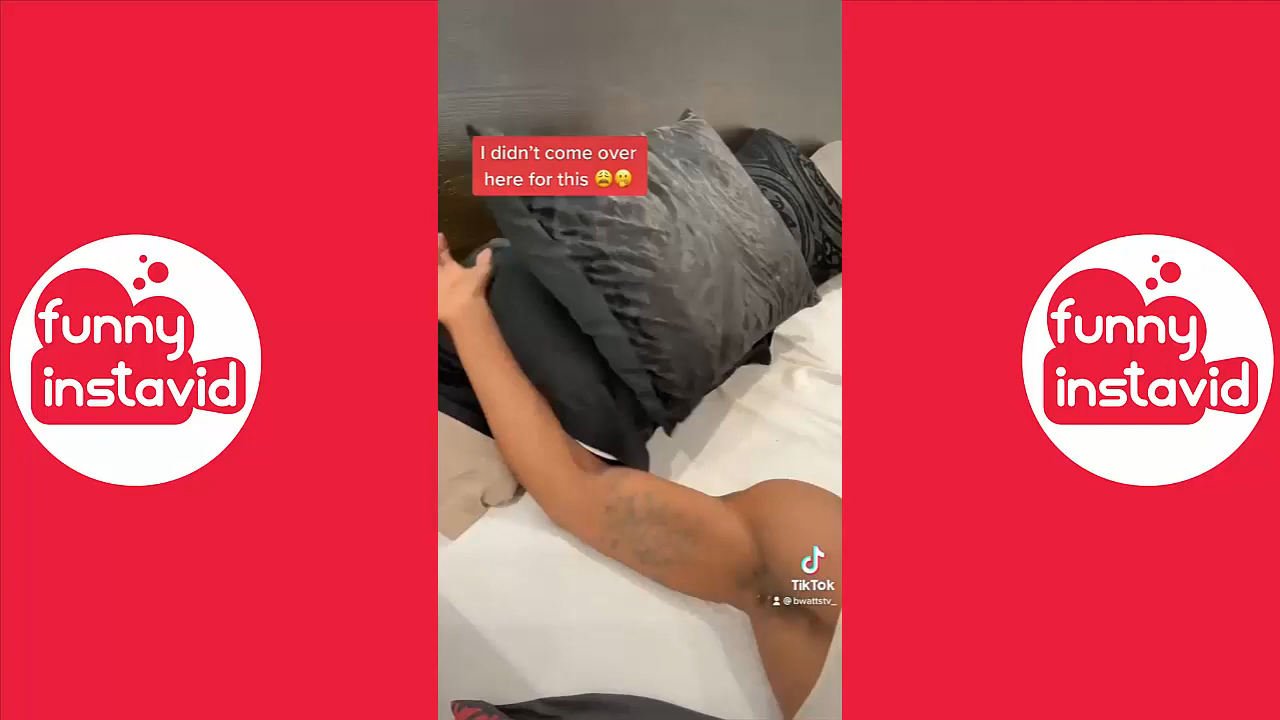 I didn't come over
here for this 😩🫢
funny
instavid
funny
instavid
TikTok
@bwattstv_